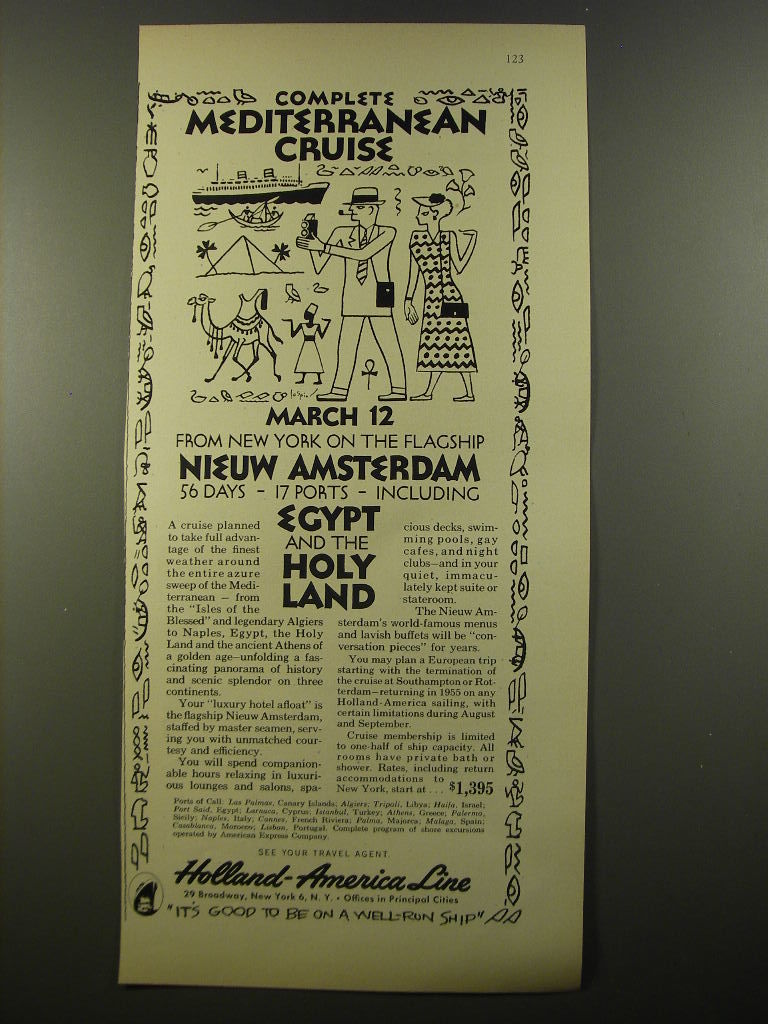 123
COMPLETE
MEDITERRANEAN
CRUISE
MARCH 12
FROM NEW YORK ON THE FLAGSHIP
NIEUW AMSTERDAM
56 DAYS - 17 PORTS - INCLUDING
EGYPT
AND THE
HOLY
LAND
A cruise planned
to take full advan-
tage of the finest
weather around
the entire azure
sweep of the Medi-
terranean – from
the "Isles of the
Blessed" and legendary Algiers
to Naples, Egypt, the Holy
Land and the ancient Athens of
a golden age—unfolding a fas-
cinating panorama of history
and scenic splendor on three
continents.
Your "luxury hotel afloat" is
the flagship Nieuw Amsterdam,
staffed by master seamen, serv-
ing you with unmatched cour-
tesy and efficiency.
You will spend companion-
able hours relaxing in luxuri-
ous lounges and salons, spa-
cious decks, swim-
ming pools, gay
cafes, and night
clubs—and in your
quiet, immacu-
lately kept suite or
stateroom.
The Nieuw Am-
sterdam's world-famous menus
and lavish buffets will be "con-
versation pieces" for years.
You may plan a European trip
starting with the termination of
the cruise at Southampton or Rot-
terdam—returning in 1955 on any
Holland-America sailing, with
certain limitations during August
and September.
Cruise membership is limited
to one-half of ship capacity. All
rooms have private bath or
shower. Rates, including return
accommodations to
New York, start at . . . $1,395
Ports of Call: Las Palmas, Canary Islands; Algiers; Tripoli, Libya; Haifa, Israel;
Port Said, Egypt; Larnaca, Cyprus; Istanbul, Turkey; Athens, Greece; Palermo,
Sicily; Naples, Italy; Cannes, French Riviera; Palma, Majorca; Malaga, Spain;
Casablanca, Morocco; Lisbon, Portugal. Complete program of shore excursions
operated by American Express Company.
SEE YOUR TRAVEL AGENT
Holland-America Line
29 Broadway, New York 6, N. Y. • Offices in Principal Cities
"IT'S GOOD TO BE ON A WELL-RUN SHIP"